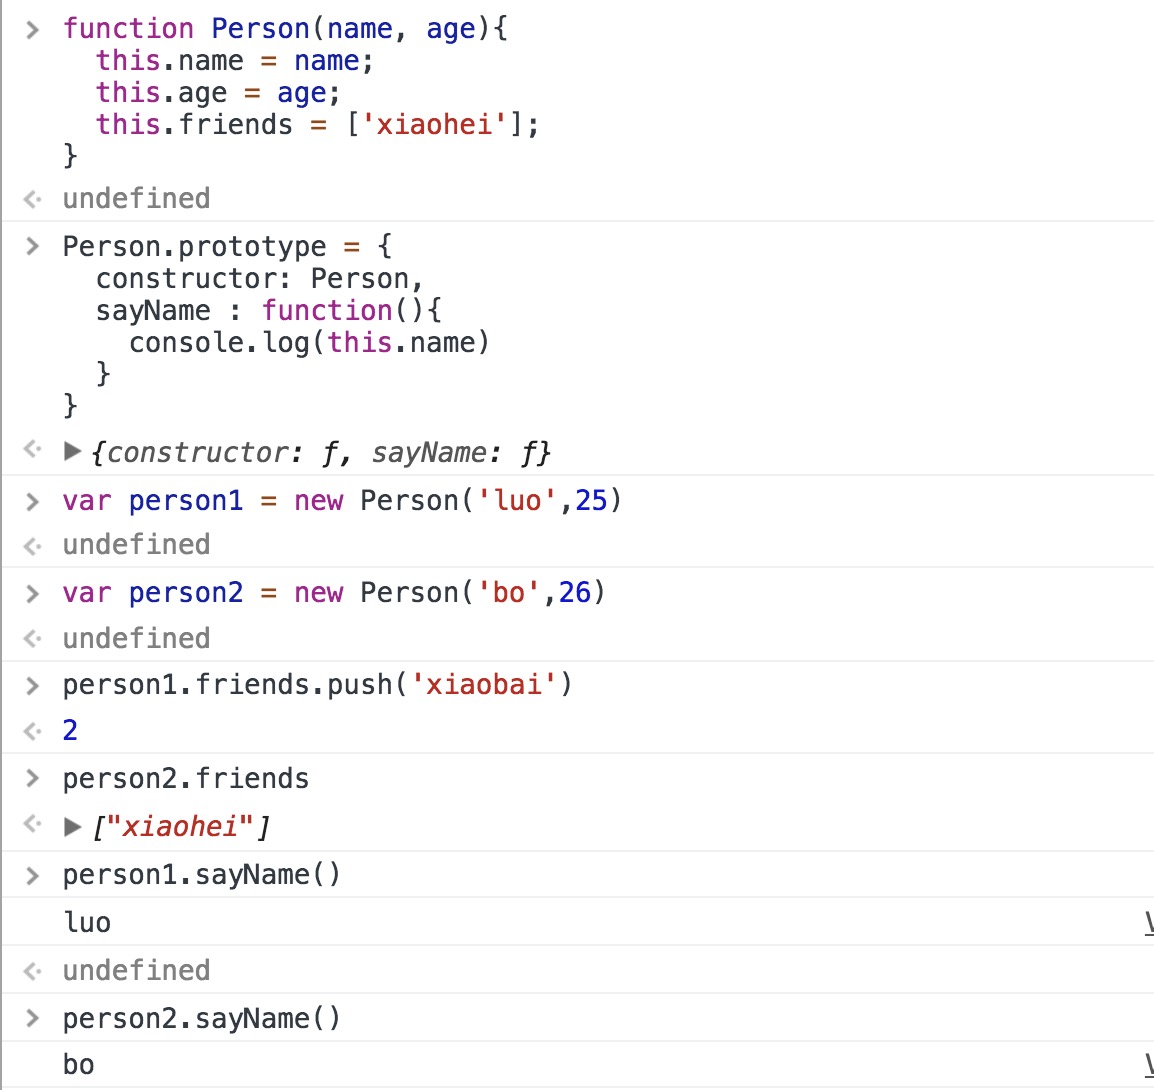 > function Person(name, age){
    this.name = name;
    this.age = age;
    this.friends = ['xiaohei'];
  }
<· undefined
> Person.prototype = {
    constructor: Person,
    sayName : function(){
      console.log(this.name)
    }
  }
<· ▶ {constructor: ƒ, sayName: ƒ}
> var person1 = new Person('luo',25)
<· undefined
> var person2 = new Person('bo',26)
<· undefined
> person1.friends.push('xiaobai')
<· 2
> person2.friends
<· ▶ ["xiaohei"]
> person1.sayName()
  luo
<· undefined
> person2.sayName()
  bo